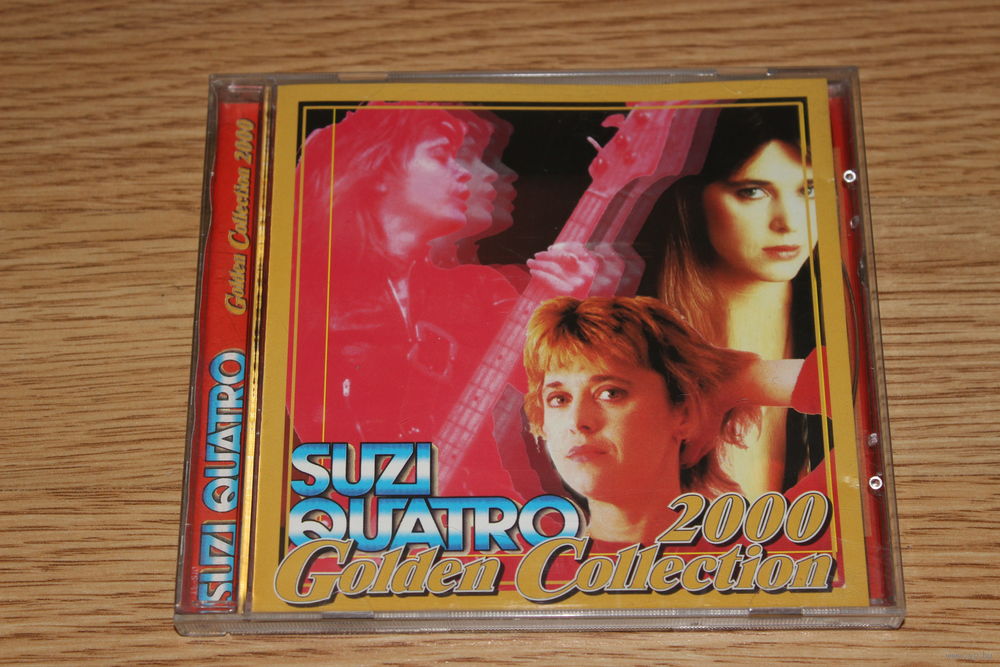 SUZI QUATRO Golden Collection 2000
SUZI
QUATRO
2000
Golden Collection